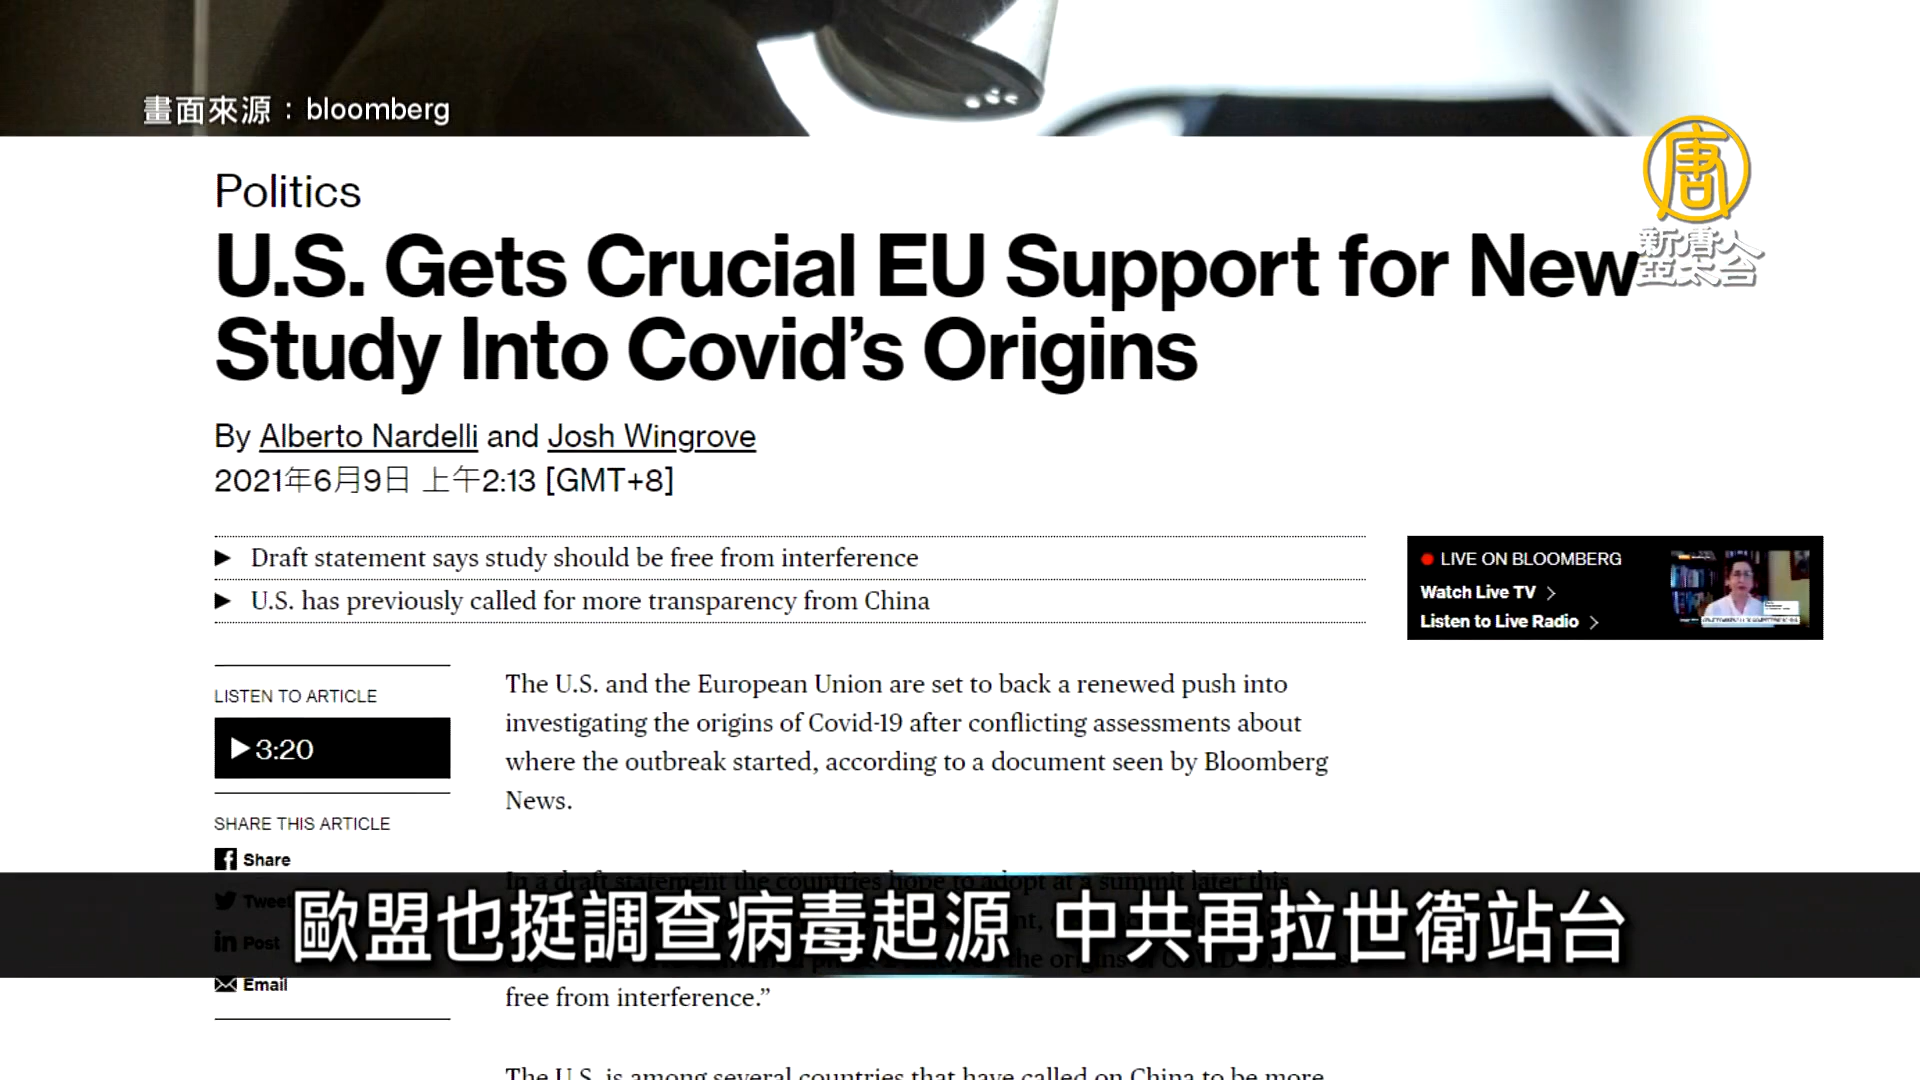 畫面來源：bloomberg
唐
新唐人
亞太台
Politics
U.S. Gets Crucial EU Support for New
Study Into Covid’s Origins
By Alberto Nardelli and Josh Wingrove
2021年6月9日 上午2:13 [GMT+8]
▶ Draft statement says study should be free from interference
▶ U.S. has previously called for more transparency from China
LIVE ON BLOOMBERG
Watch Live TV >
Listen to Live Radio >
LISTEN TO ARTICLE
▶ 3:20
SHARE THIS ARTICLE
Share
Tweet
Post
Email
The U.S. and the European Union are set to back a renewed push into
investigating the origins of Covid-19 after conflicting assessments about
where the outbreak started, according to a document seen by Bloomberg
News.
In a draft statement the countries hope to adopt at a summit later this
the origins
free from interference.”
The U.S. is among several countries that have called on China to be more
歐盟也挺調查病毒起源 中共再拉世衛站台